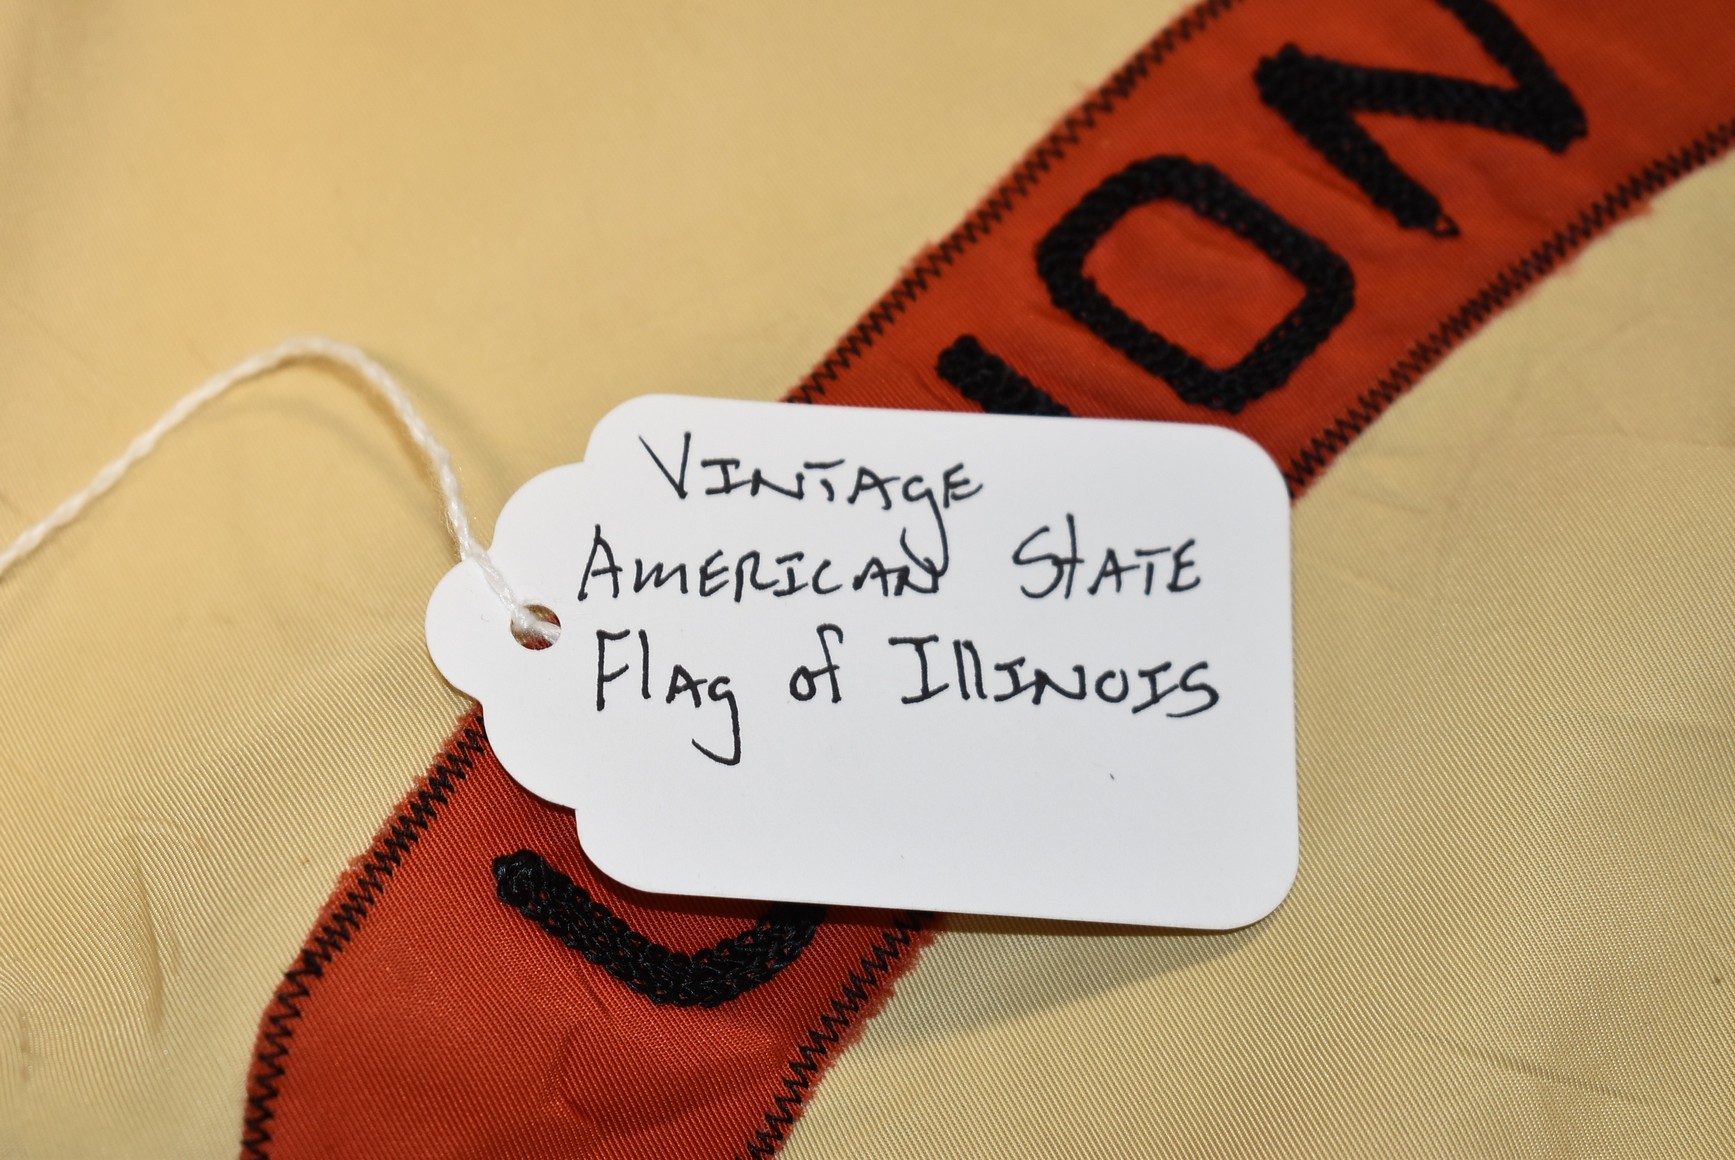 VINTAGE
AMERICAN STATE
FlAg of IllINOIS
U ION